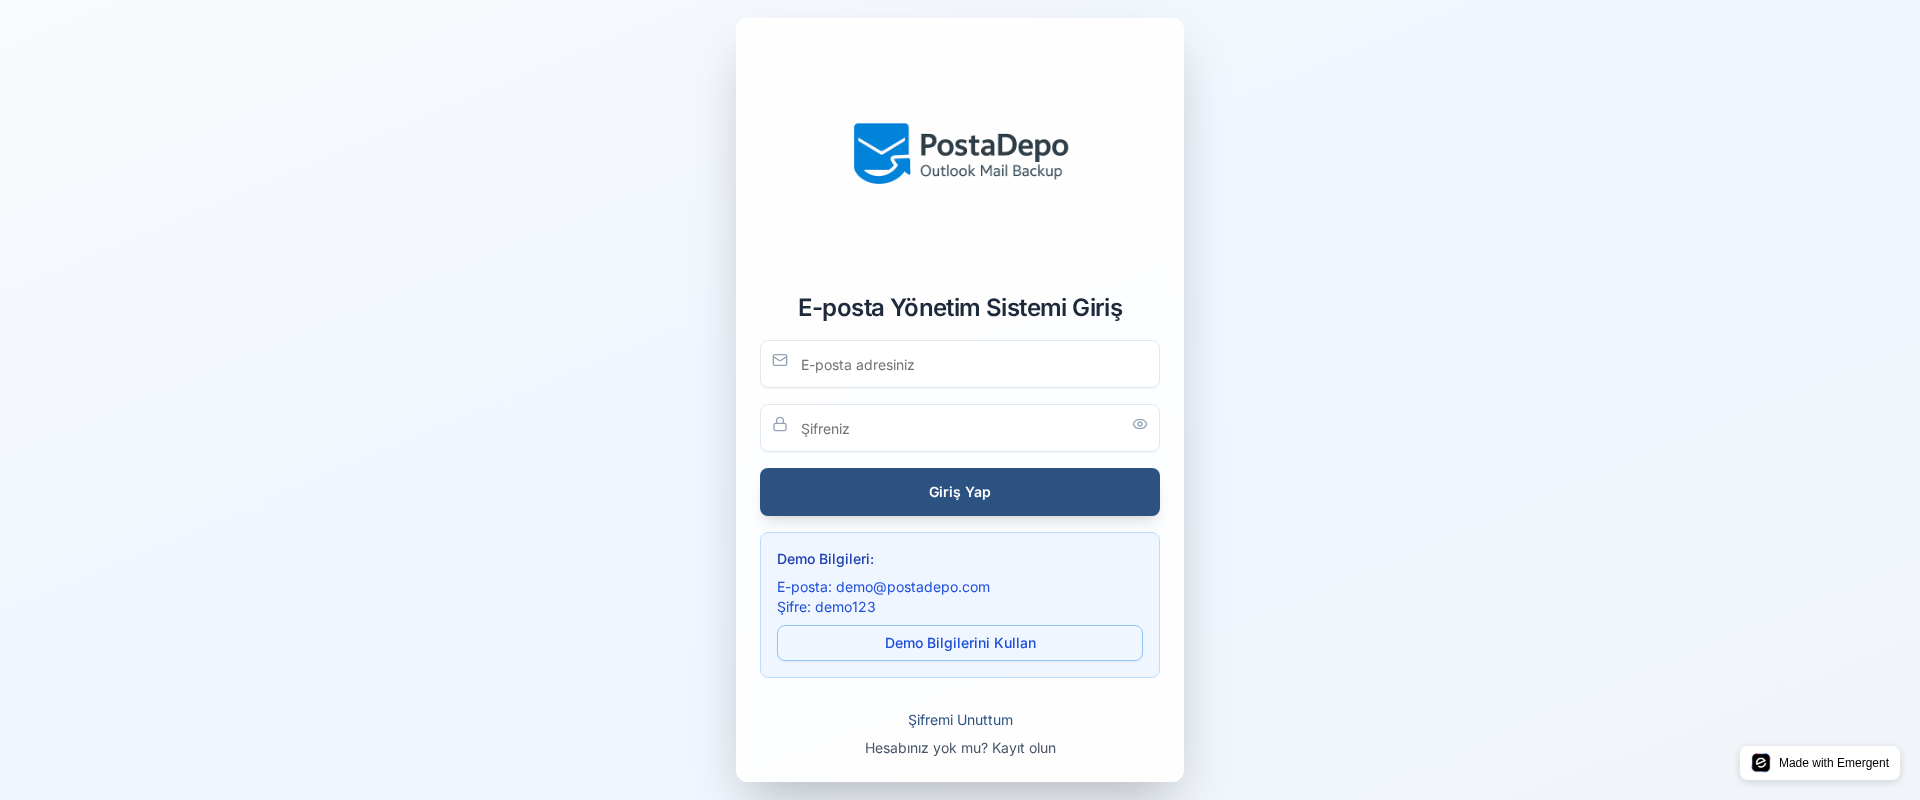 PostaDepo
Outlook Mail Backup
E-posta Yönetim Sistemi Giriş
E-posta adresiniz
Şifreniz
Giriş Yap
Demo Bilgileri:
E-posta: demo@postadepo.com
Şifre: demo123
Demo Bilgilerini Kullan
Şifremi Unuttum
Hesabınız yok mu? Kayıt olun
Made with Emergent